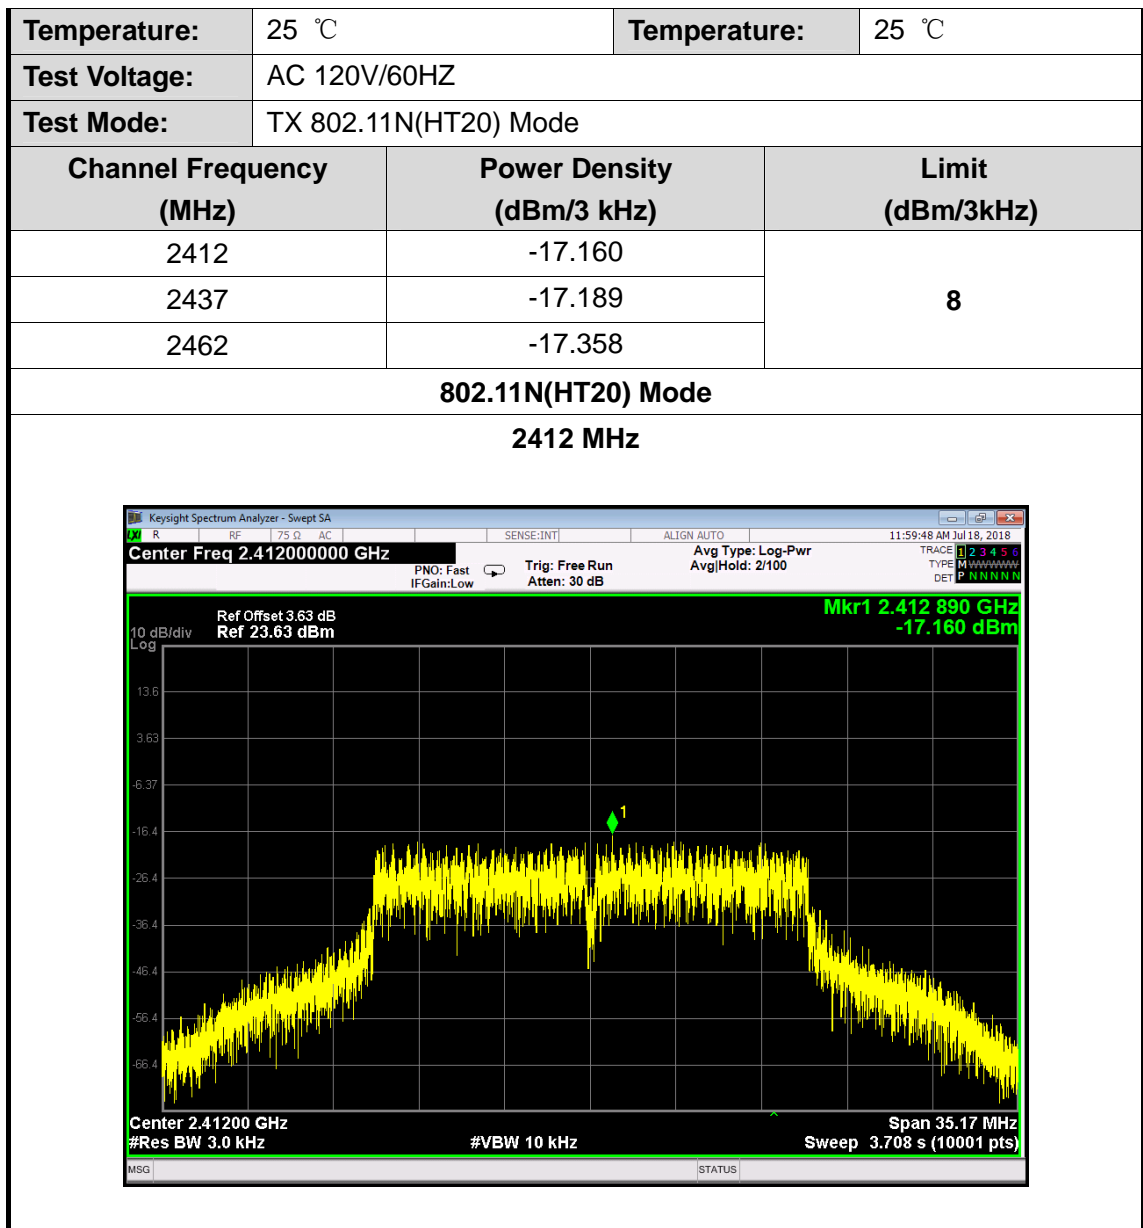 Temperature: 25 ℃ Temperature: 25 ℃
Test Voltage: AC 120V/60HZ
Test Mode: TX 802.11N(HT20) Mode
Channel Frequency (MHz) Power Density (dBm/3 kHz) Limit (dBm/3kHz)
2412 -17.160
2437 -17.189 8
2462 -17.358
802.11N(HT20) Mode
2412 MHz
Keysight Spectrum Analyzer - Swept SA
LXI R RF 75 Ω AC SENSE:INT ALIGN AUTO 11:59:48 AM Jul 18, 2018
Center Freq 2.412000000 GHz
PNO: Fast
IFGain:Low
Trig: Free Run
Atten: 30 dB
Avg Type: Log-Pwr
Avg|Hold: 2/100
TRACE 1 2 3 4 5 6
TYPE M WWWWW
DET P N N N N N
Ref Offset 3.63 dB
10 dB/div Ref 23.63 dBm
Log
Mkr1 2.412 890 GHz
-17.160 dBm
13.6
3.63
-6.37
1
-16.4
-26.4
-36.4
-46.4
-56.4
-66.4
Center 2.41200 GHz Span 35.17 MHz
#Res BW 3.0 kHz #VBW 10 kHz Sweep 3.708 s (10001 pts)
MSG STATUS